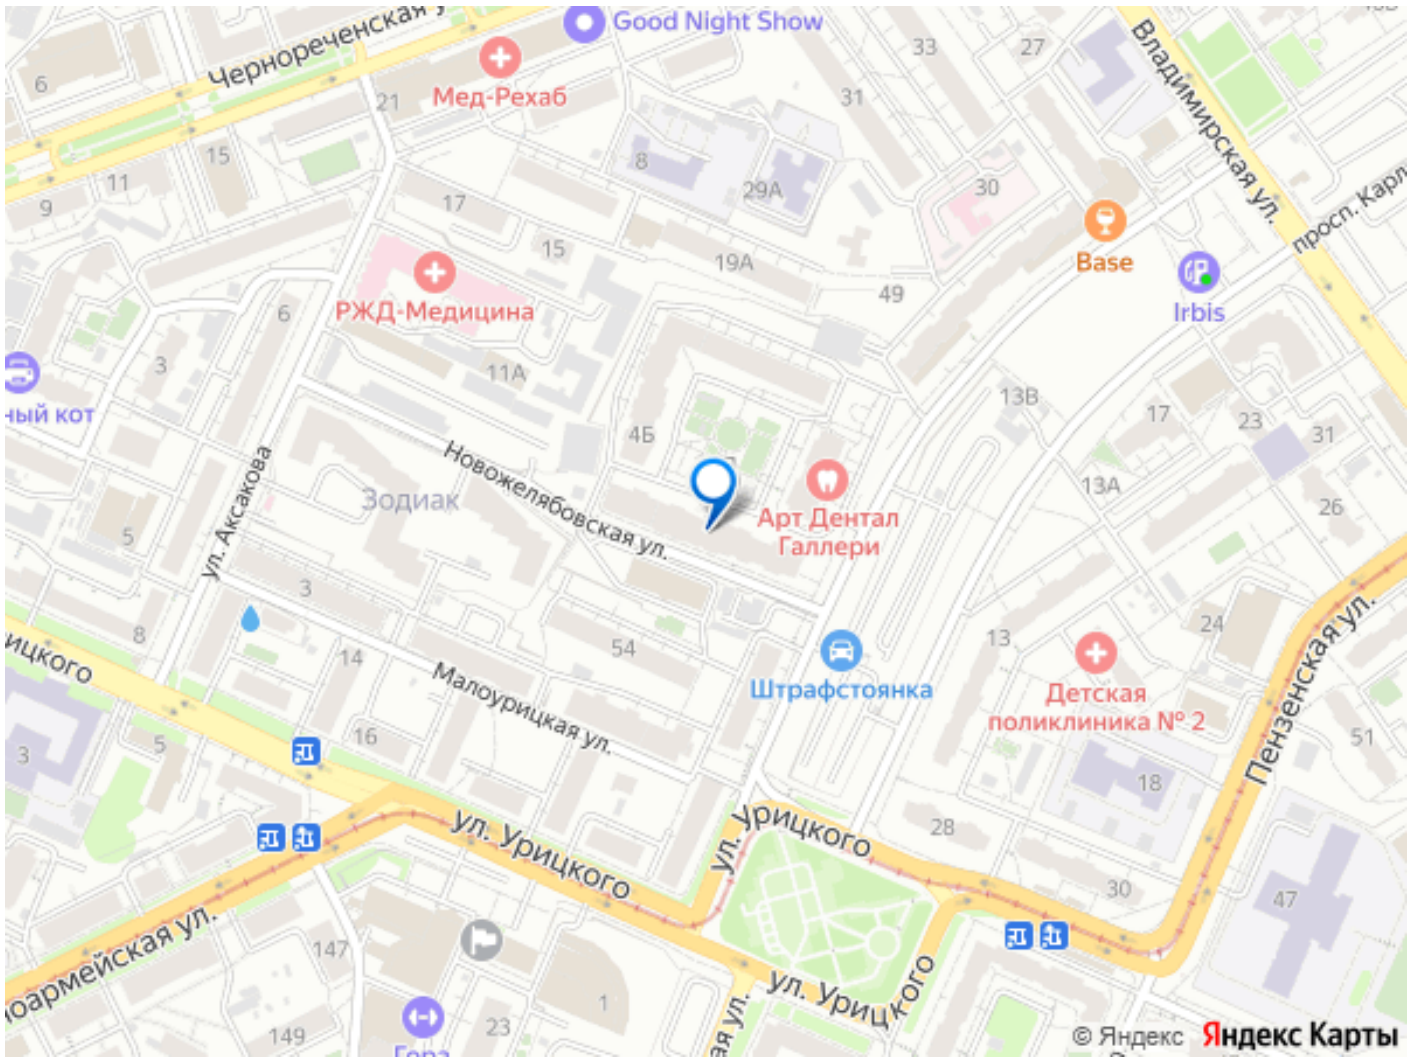 Good Night Show
Чернореченская у
Владимирская ул.
33
27
6
Мед-Рехаб
21
31
15
8
29А
30
11
17
9
просп. Карл
15
19А
Base
49
РЖД-Медицина
Irbis
6
3
11А
13В
ный кот
17
23
31
4Б
Новожелябовская ул.
ул. Аксакова
Зодиак
13А
26
Арт Дентал
Галлери
5
3
8
24
13
54
14
Пензенская ул.
ицкого
Малоурицкая ул.
Штрафстоянка
Детская
поликлиника № 2
16
5
3
51
18
ул. Урицкого
28
30
47
ул. Урицкого
оармейская ул.
147
1
23
149
ая ул.
Гора
© Яндекс Яндекс Карты